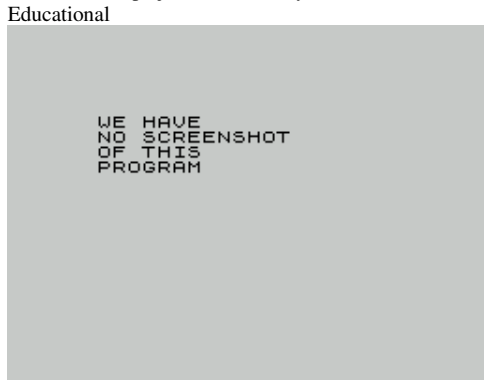 Educational
WE HAVE
NO SCREENSHOT
OF THIS
PROGRAM